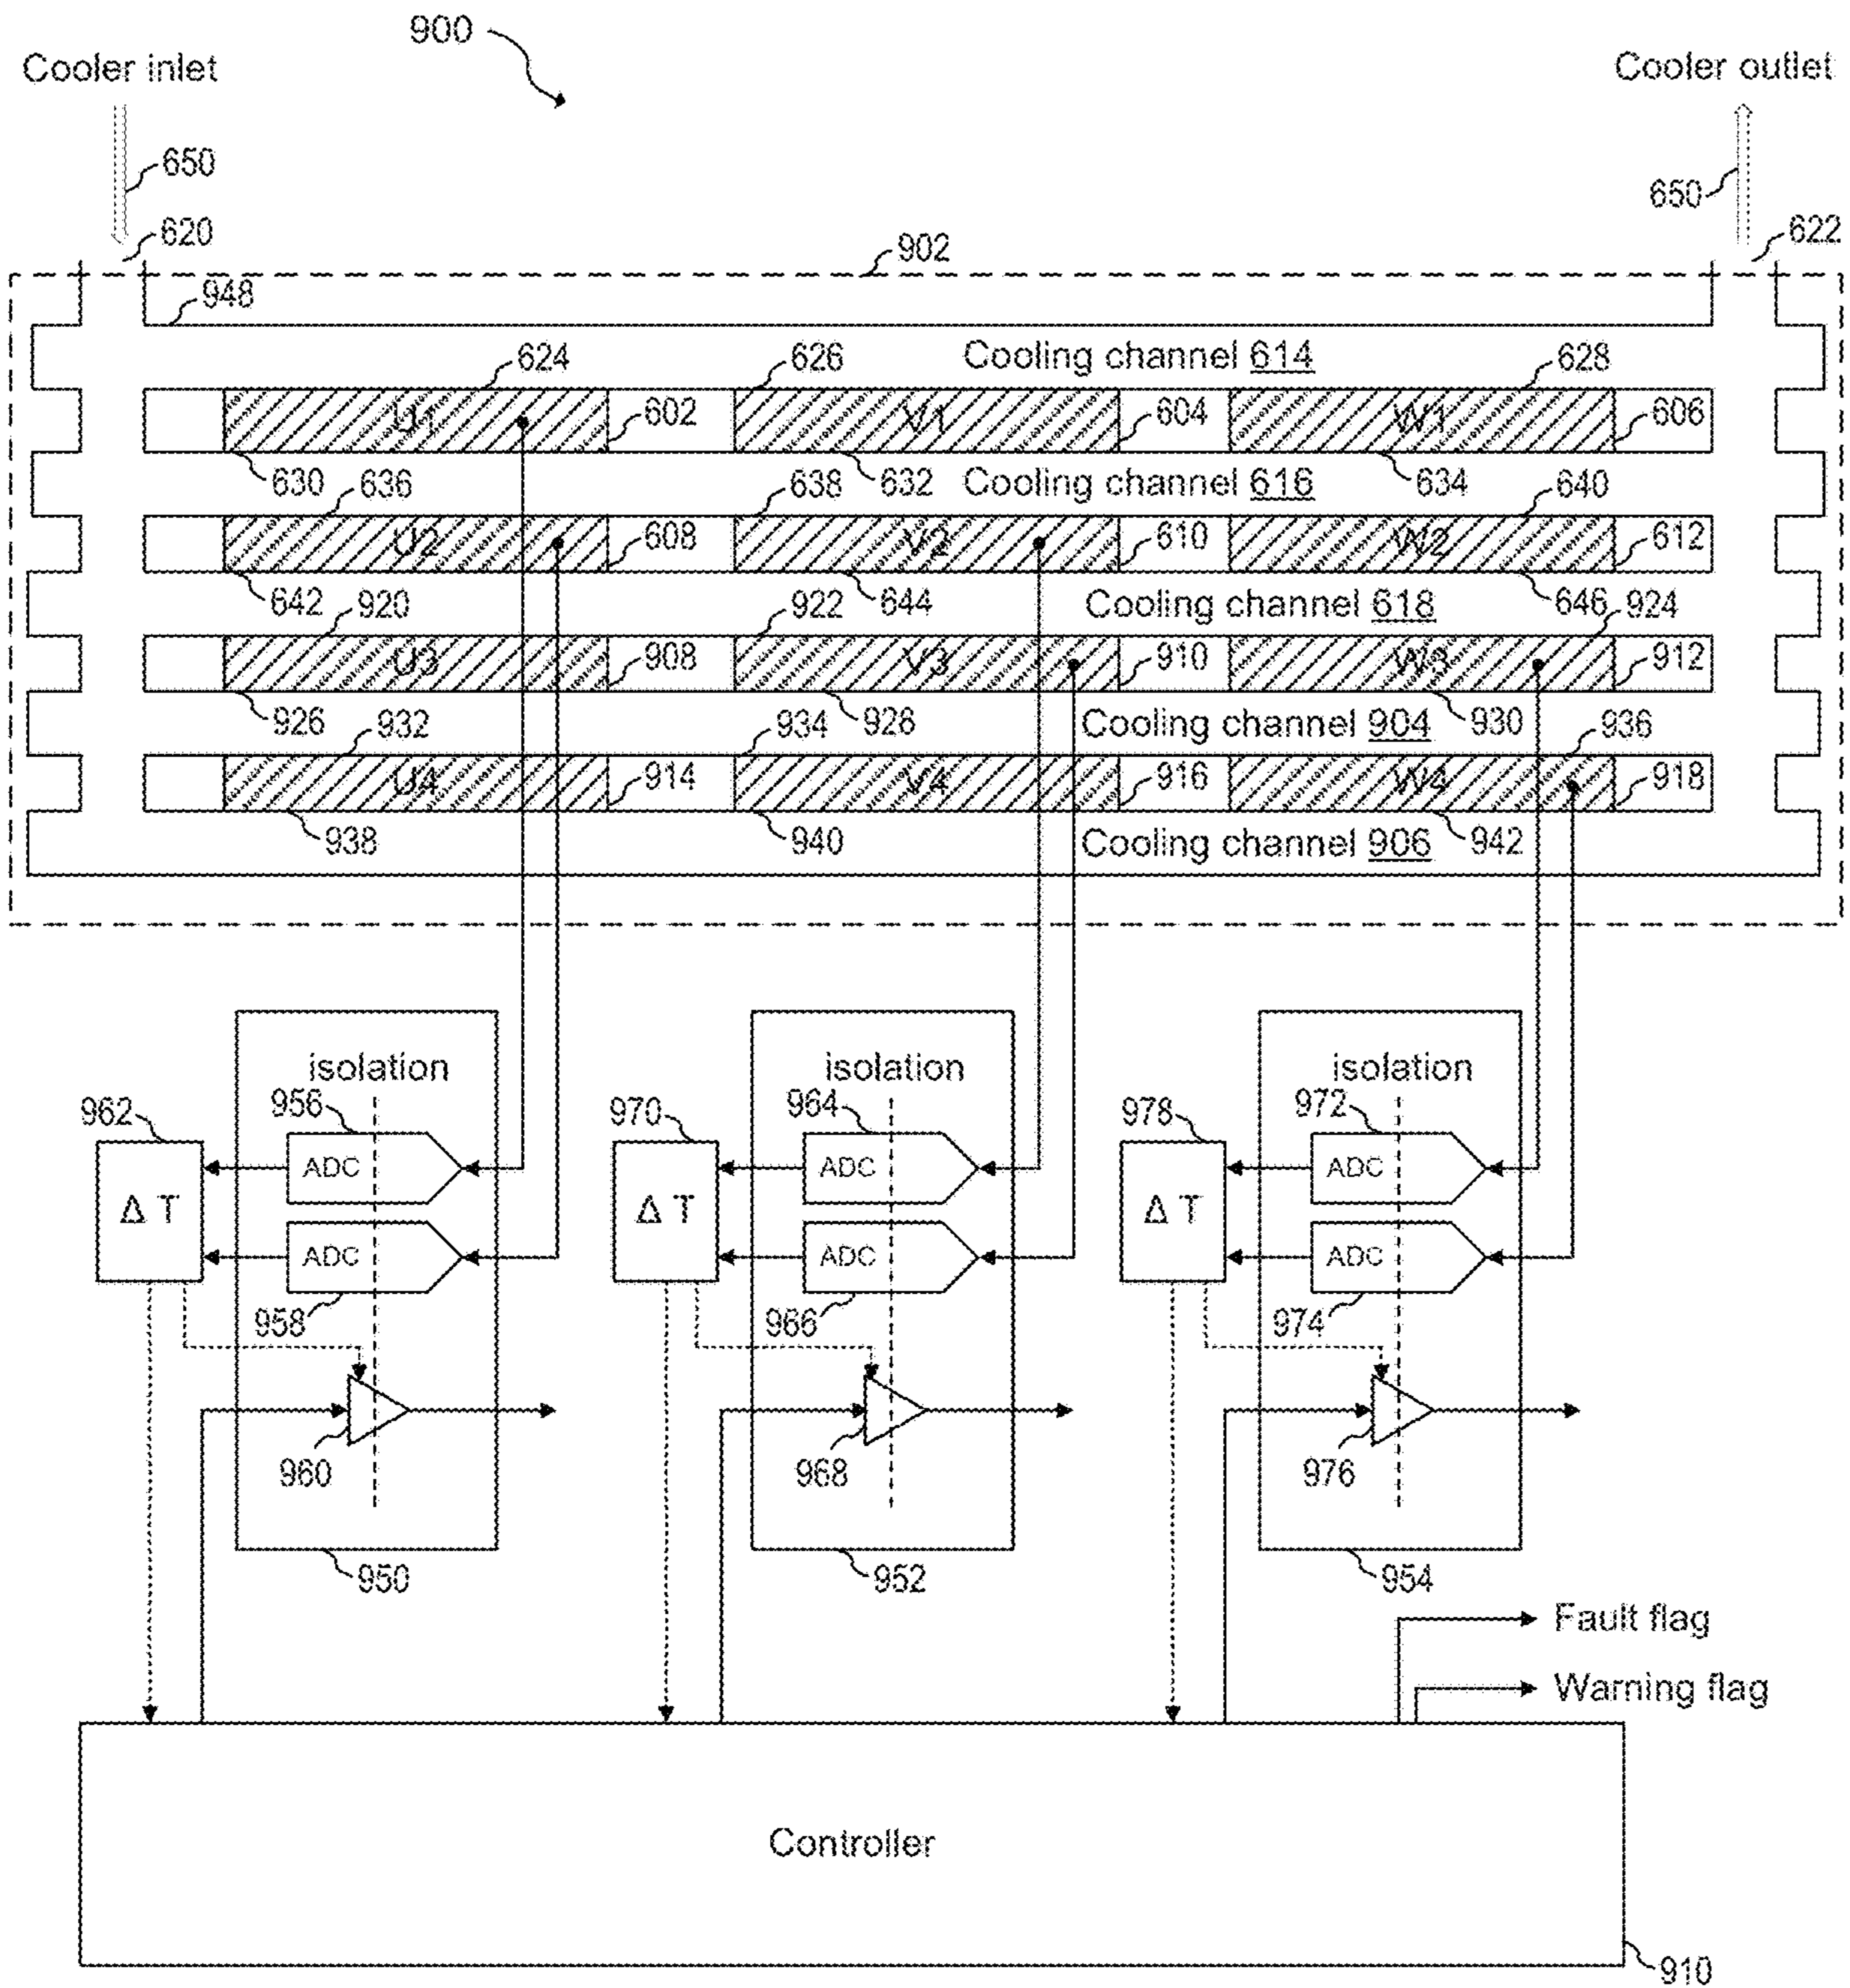 900
Cooler inlet
Cooler outlet
650
650
620
622
902
948
624
626
Cooling channel 614
628
U1
602
V1
604
W1
606
630
636
632
638
Cooling channel 616
634
640
U2
608
V2
610
W2
612
642
920
644
922
Cooling channel 618
646
924
U3
908
V3
910
W3
912
926
932
928
934
Cooling channel 904
930
936
U4
914
V4
916
W4
918
938
940
Cooling channel 906
942
isolation
isolation
isolation
962
956
970
964
978
972
ADC
ADC
ADC
Δ T
Δ T
Δ T
ADC
ADC
ADC
958
966
974
960
968
976
950
952
954
Fault flag
Warning flag
Controller
910